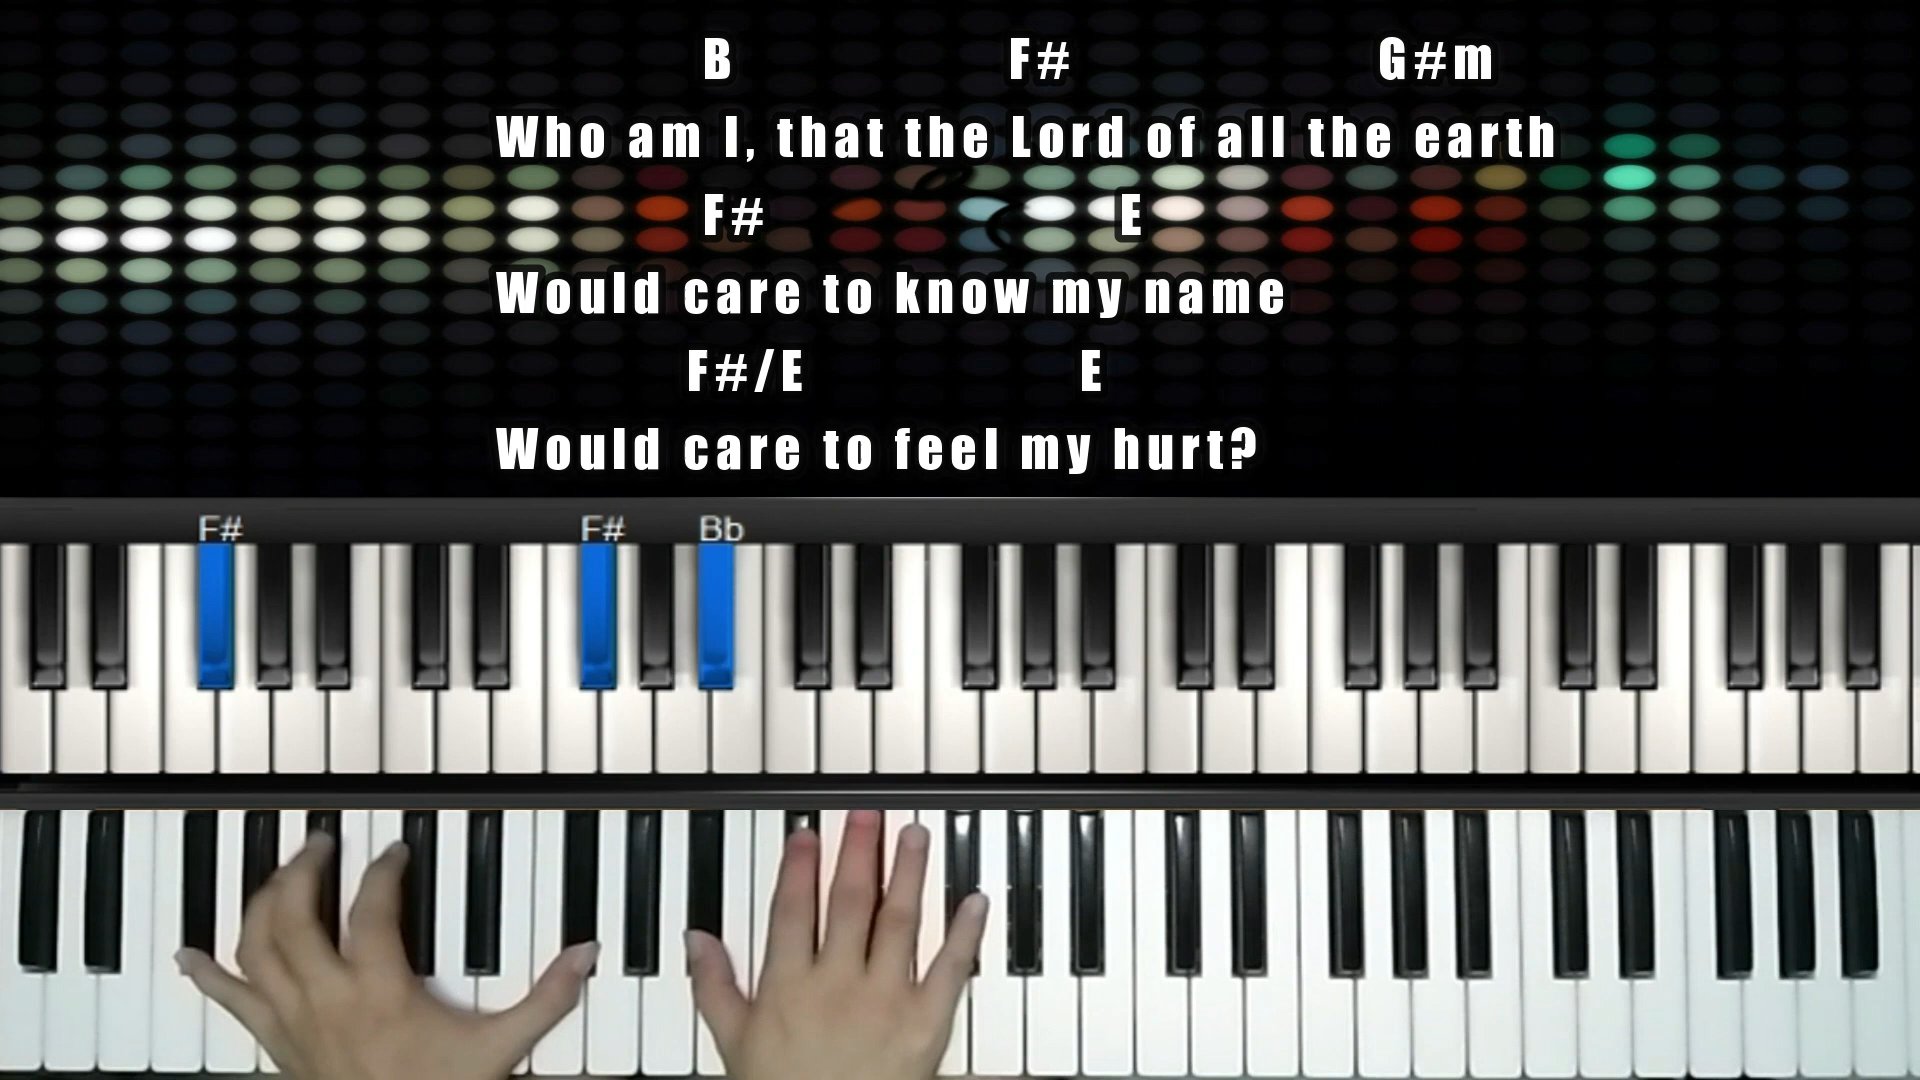 B F# G#m
Who am I, that the Lord of all the earth
F# E
Would care to know my name
F#/E E
Would care to feel my hurt?
F# F# Bb